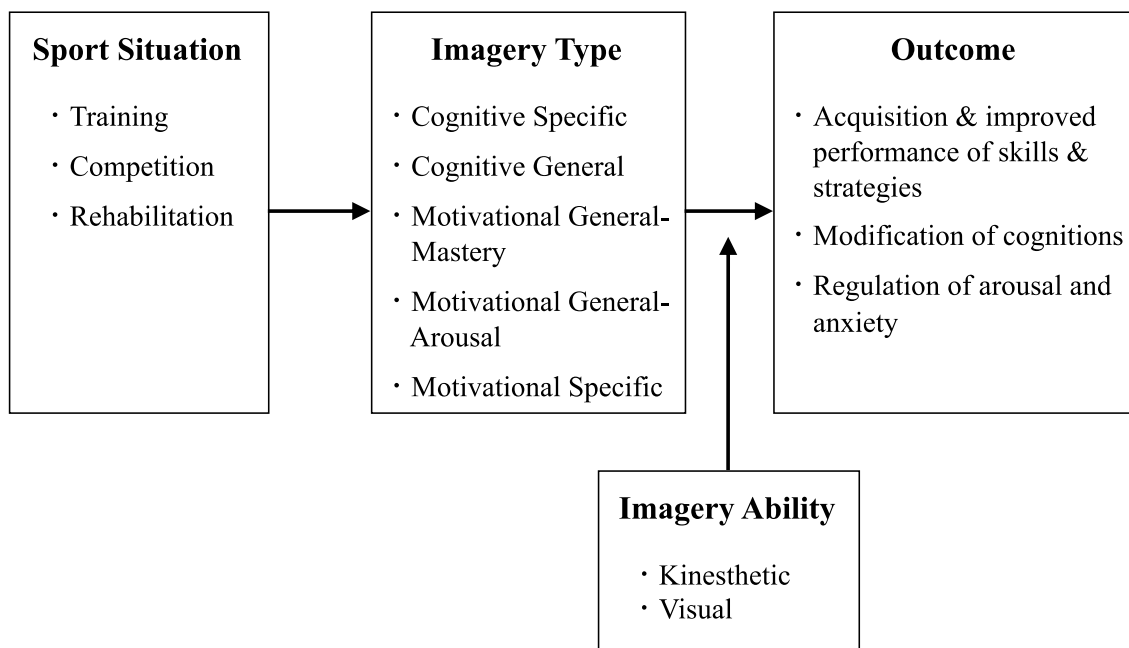 Sport Situation
・Training
・Competition
・Rehabilitation
Imagery Type
・Cognitive Specific
・Cognitive General
・Motivational General-
Mastery
・Motivational General-
Arousal
・Motivational Specific
Outcome
・Acquisition & improved
performance of skills &
strategies
・Modification of cognitions
・Regulation of arousal and
anxiety
Imagery Ability
・Kinesthetic
・Visual